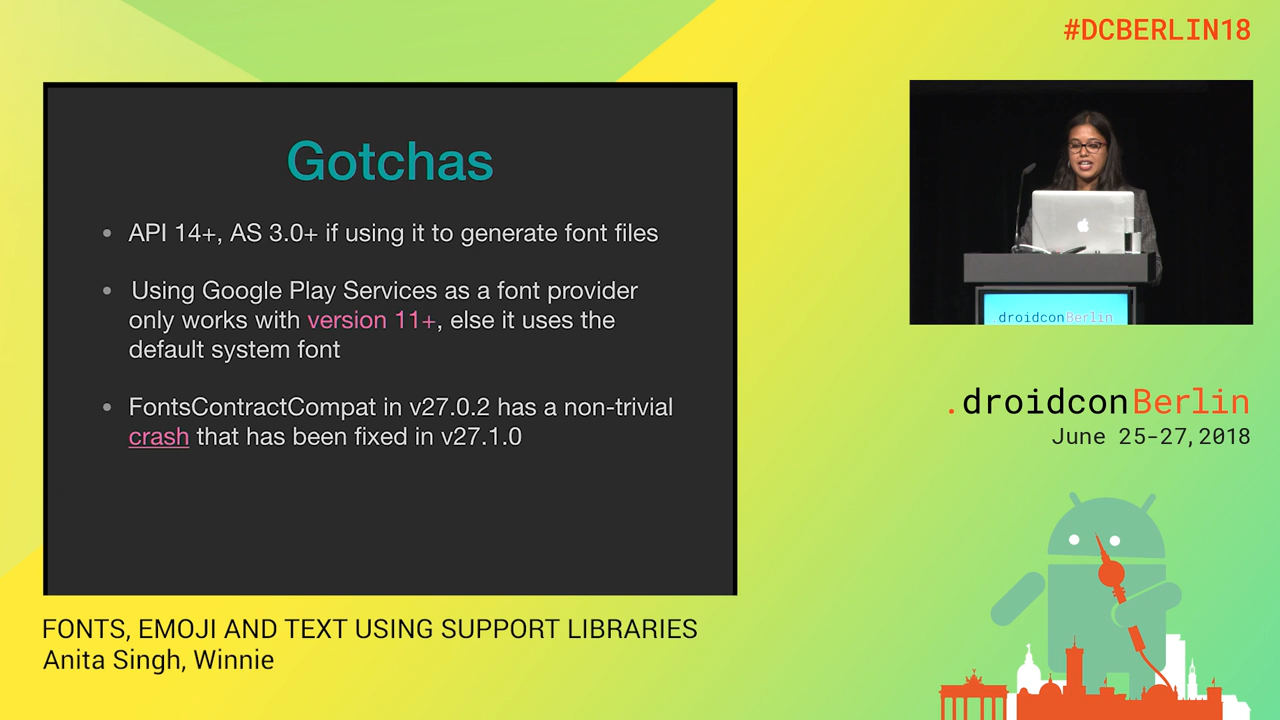 #DCBERLIN18
Gotchas
• API 14+, AS 3.0+ if using it to generate font files
• Using Google Play Services as a font provider
only works with version 11+, else it uses the
default system font
• FontsContractCompat in v27.0.2 has a non-trivial
crash that has been fixed in v27.1.0
droidconBerlin
.droidconBerlin
June 25-27, 2018
FONTS, EMOJI AND TEXT USING SUPPORT LIBRARIES
Anita Singh, Winnie